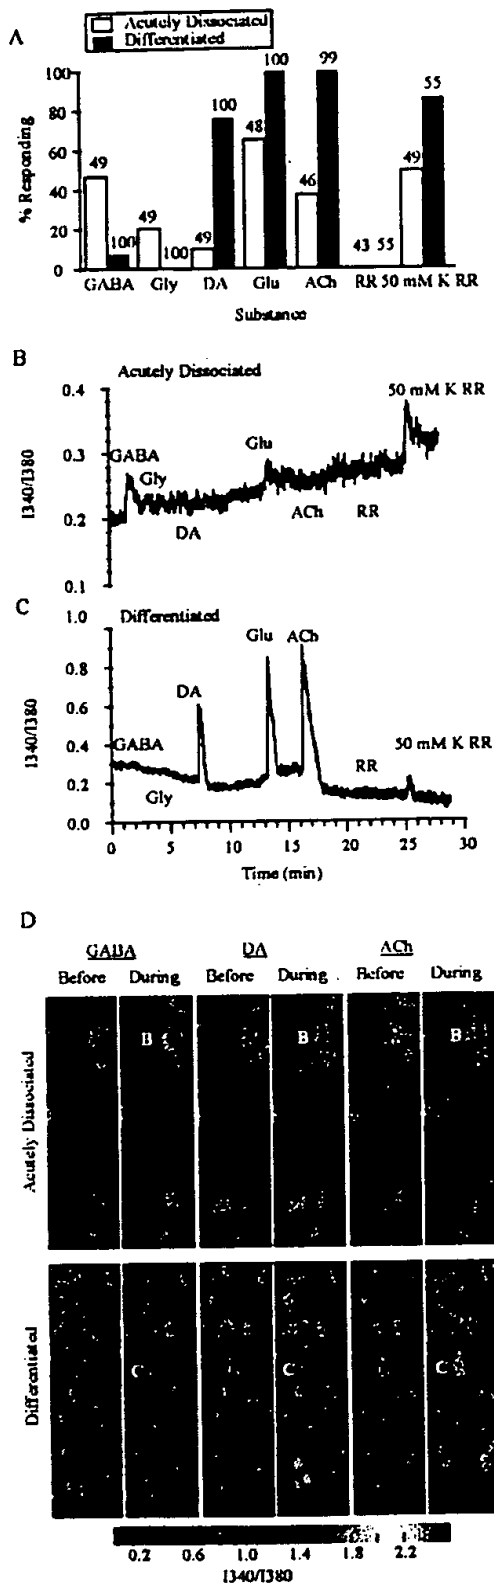 A
Acutely Dissociated
Differentiated
100
80
60
40
20
0
% Responding
49
100
49
100
49
100
48
100
46
99
43
55
49
55
GABA Gly DA Glu ACh RR 50 mM K RR
Substance
B
Acutely Dissociated
0.4
0.3
0.2
0.1
I340/I380
GABA
Gly
DA
Glu
ACh
RR
50 mM K RR
C
Differentiated
1.0
0.8
0.6
0.4
0.2
0.0
I340/I380
GABA
Gly
DA
Glu
ACh
RR
50 mM K RR
0 5 10 15 20 25 30
Time (min)
D
GABA DA ACh
Before During Before During Before During
Acutely Dissociated
B B B
Differentiated
C C C
0.2 0.6 1.0 1.4 1.8 2.2
I340/I380